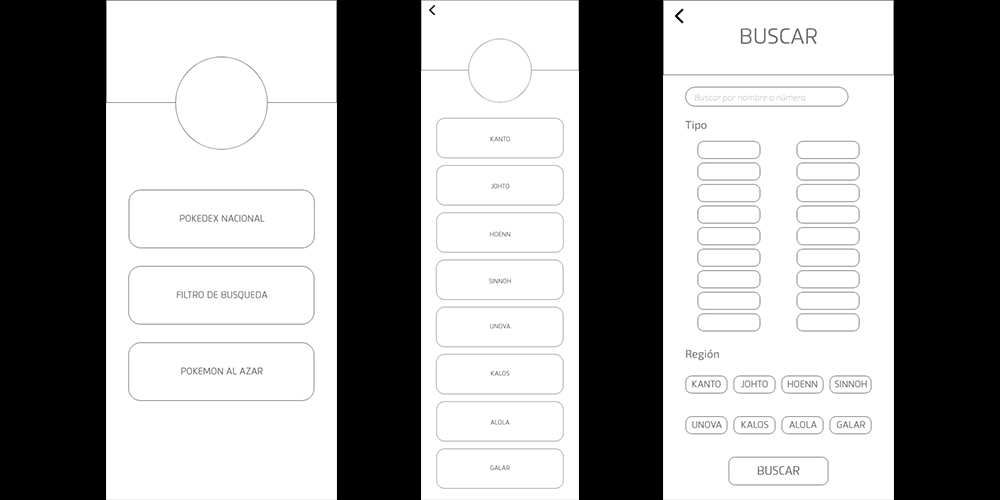 POKEDEX NACIONAL
FILTRO DE BUSQUEDA
POKEMON AL AZAR
KANTO
JOHTO
HOENN
SINNOH
UNOVA
KALOS
ALOLA
GALAR
BUSCAR
Buscar por nombre o número
Tipo
Región
KANTO JOHTO HOENN SINNOH
UNOVA KALOS ALOLA GALAR
BUSCAR